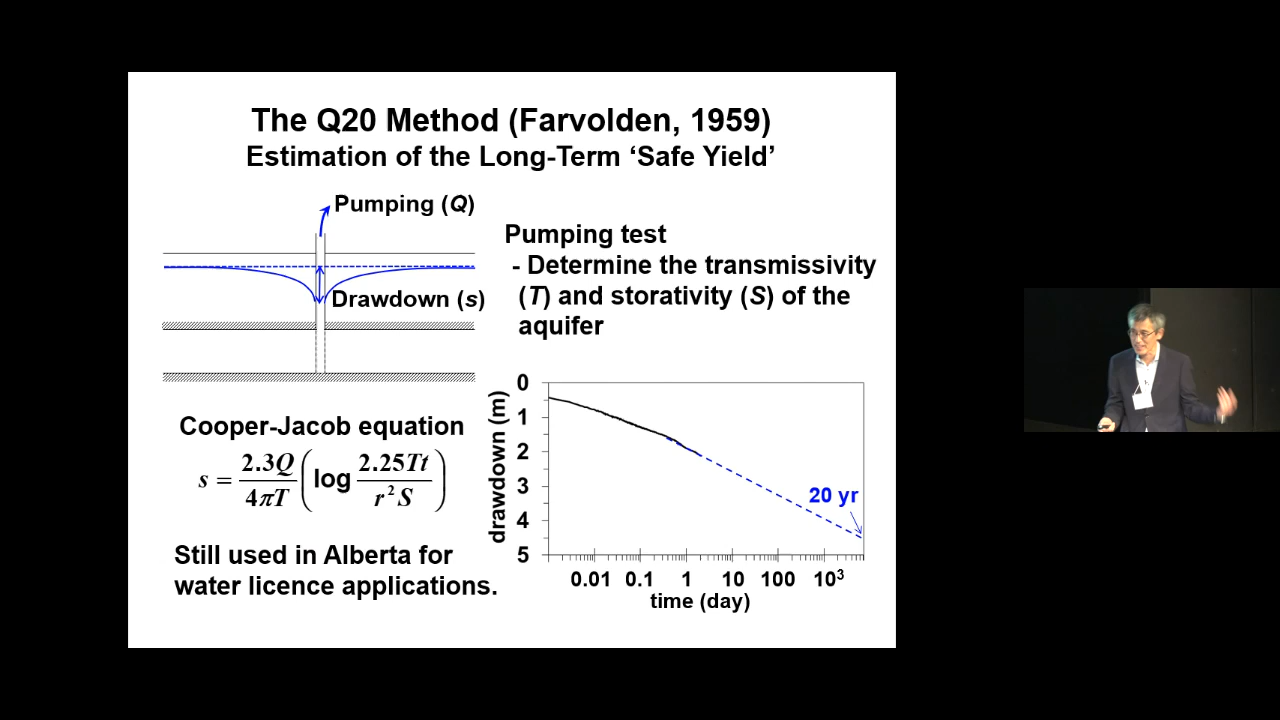 The Q20 Method (Farvolden, 1959)
Estimation of the Long-Term ‘Safe Yield’
Pumping (Q)
Drawdown (s)
Pumping test
- Determine the transmissivity
(T) and storativity (S) of the
aquifer
Cooper-Jacob equation
s = 2.3Q / 4πT ( log 2.25Tt / r²S )
Still used in Alberta for
water licence applications.
drawdown (m)
0
1
2
3
4
5
20 yr
0.01 0.1 1 10 100 10³
time (day)